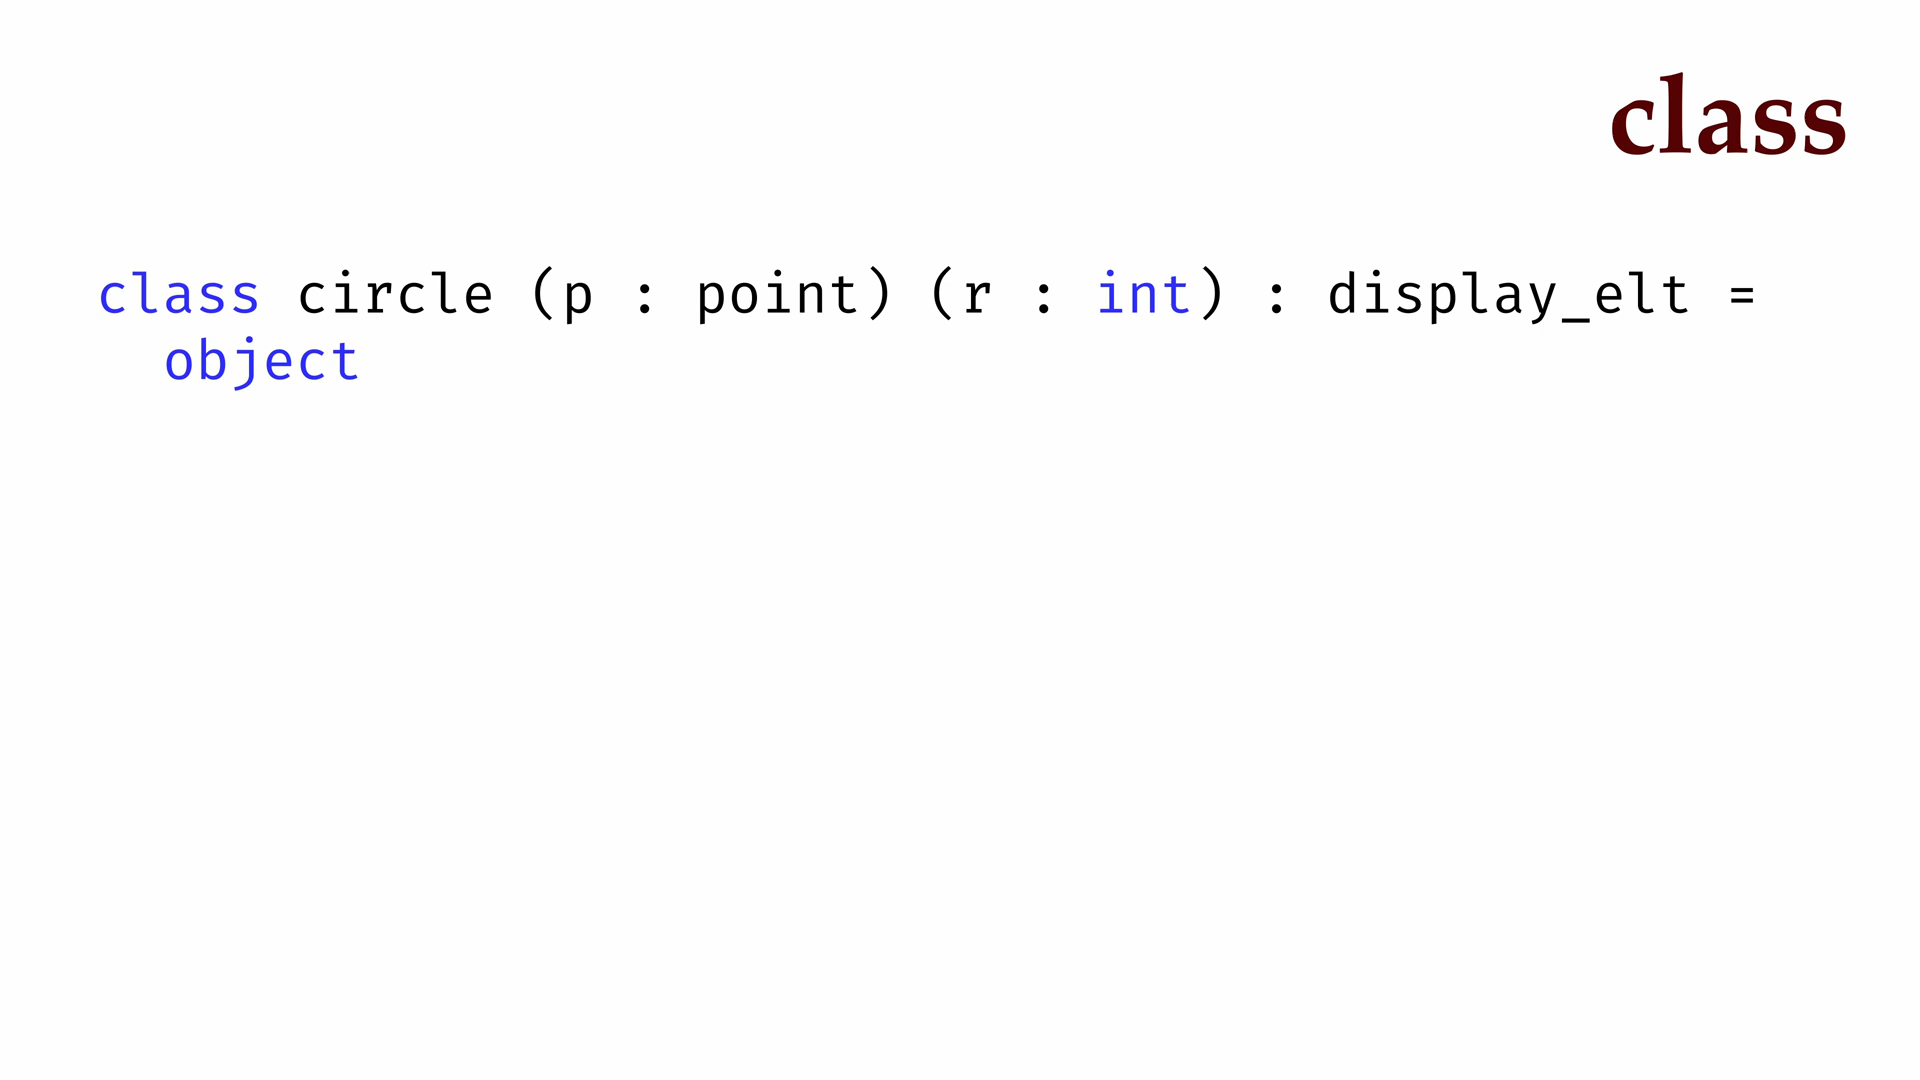 class
class circle (p : point) (r : int) : display_elt =
  object